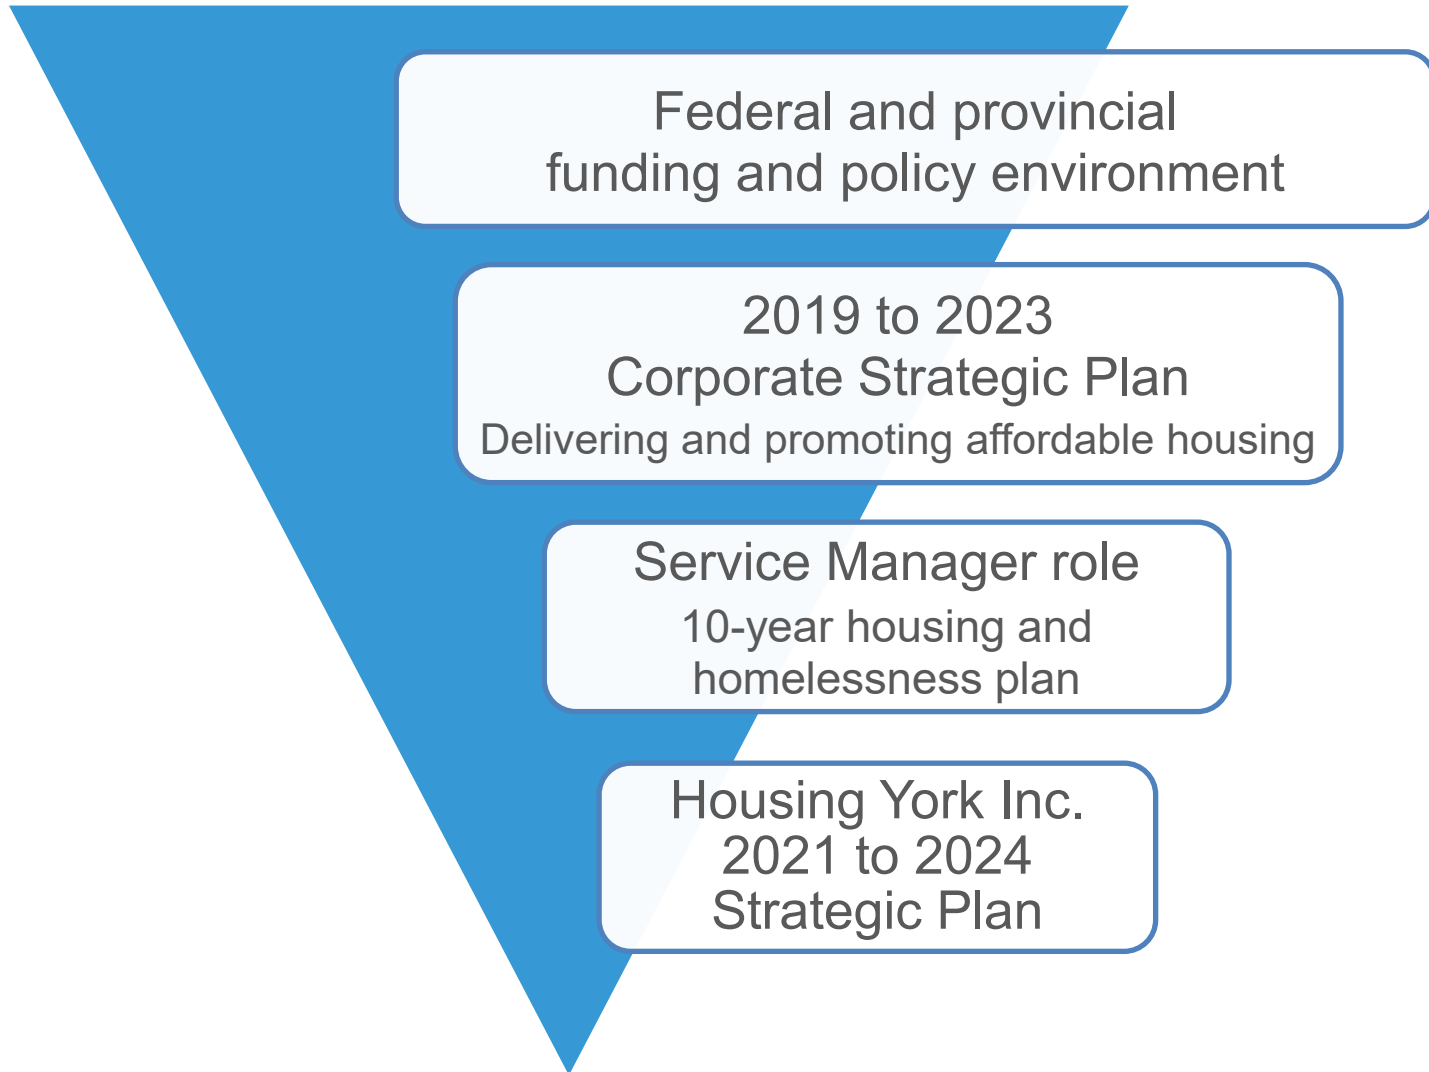 Federal and provincial
funding and policy environment
2019 to 2023
Corporate Strategic Plan
Delivering and promoting affordable housing
Service Manager role
10-year housing and
homelessness plan
Housing York Inc.
2021 to 2024
Strategic Plan